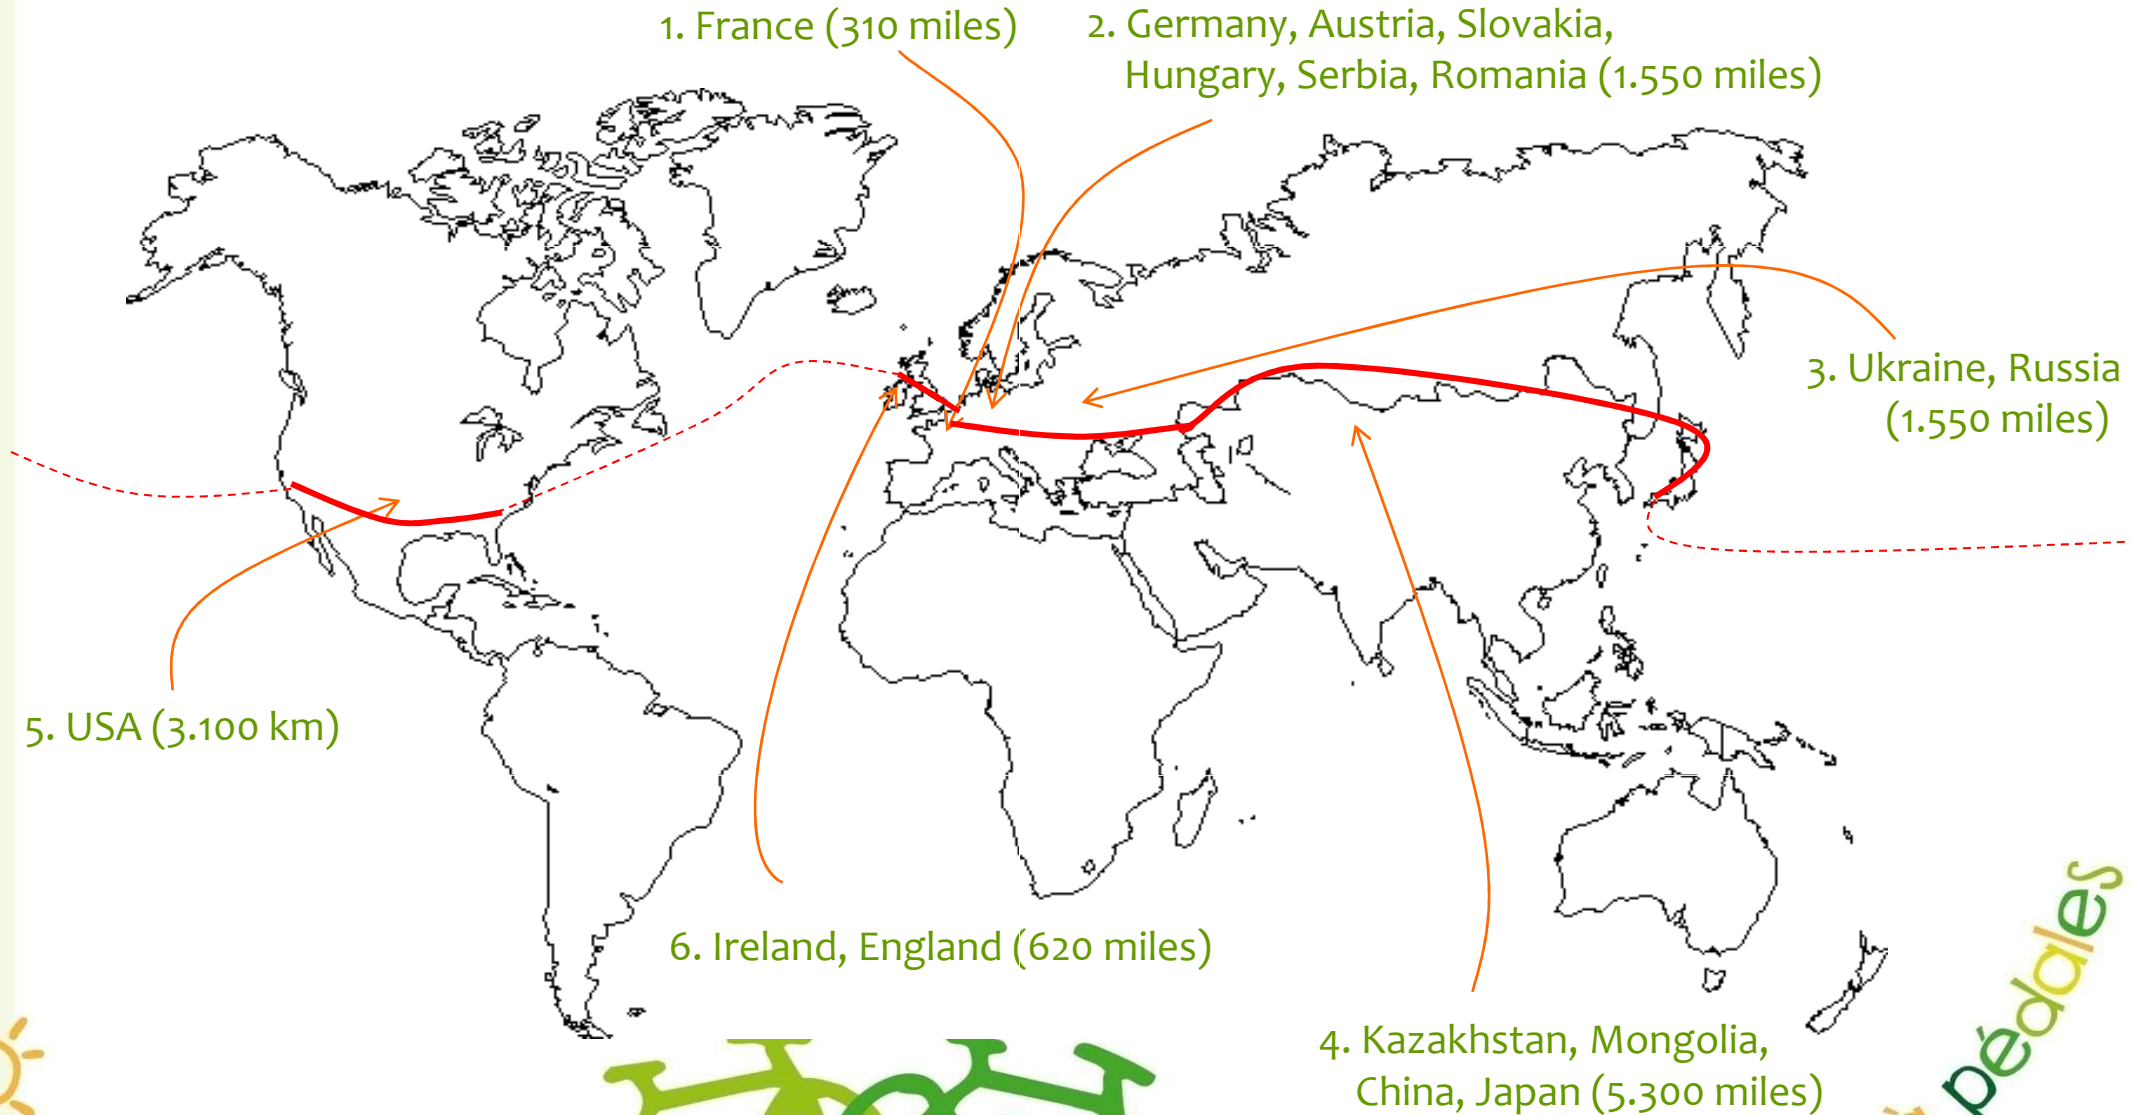 1. France (310 miles)
2. Germany, Austria, Slovakia,
Hungary, Serbia, Romania (1.550 miles)
3. Ukraine, Russia
(1.550 miles)
5. USA (3.100 km)
6. Ireland, England (620 miles)
4. Kazakhstan, Mongolia,
China, Japan (5.300 miles)
pédales